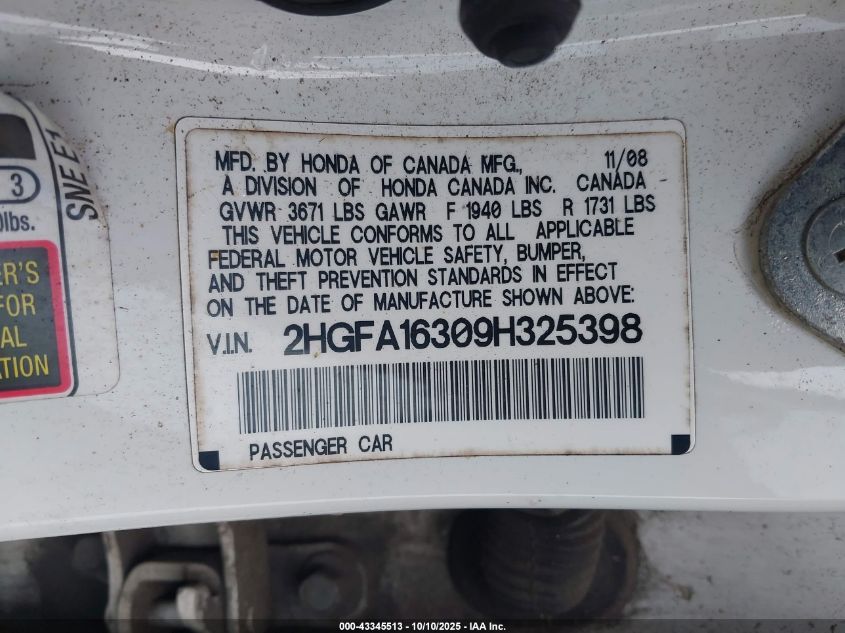 MFD. BY HONDA OF CANADA MFG., 11/08
A DIVISION OF HONDA CANADA INC. CANADA
GVWR 3671 LBS GAWR F 1940 LBS R 1731 LBS
THIS VEHICLE CONFORMS TO ALL APPLICABLE
FEDERAL MOTOR VEHICLE SAFETY, BUMPER,
AND THEFT PREVENTION STANDARDS IN EFFECT
ON THE DATE OF MANUFACTURE SHOWN ABOVE:
V.I.N. 2HGFA16309H325398
PASSENGER CAR
SNE E1
3
0lbs.
ER'S
FOR
AL
ATION
000-43345513 - 10/10/2025 - IAA Inc.